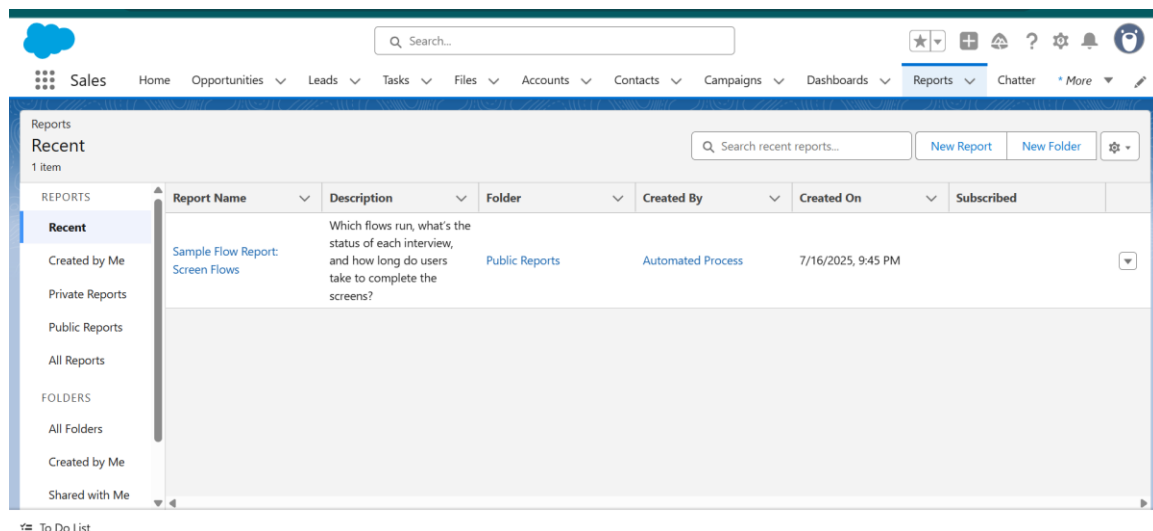 Search...
Sales Home Opportunities Leads Tasks Files Accounts Contacts Campaigns Dashboards Reports Chatter * More
Reports
Recent
1 item
Search recent reports...
New Report
New Folder
REPORTS
Recent
Created by Me
Private Reports
Public Reports
All Reports
FOLDERS
All Folders
Created by Me
Shared with Me
Report Name Description Folder Created By Created On Subscribed
Sample Flow Report:
Screen Flows
Which flows run, what's the
status of each interview,
and how long do users
take to complete the
screens?
Public Reports
Automated Process
7/16/2025, 9:45 PM
To Do List